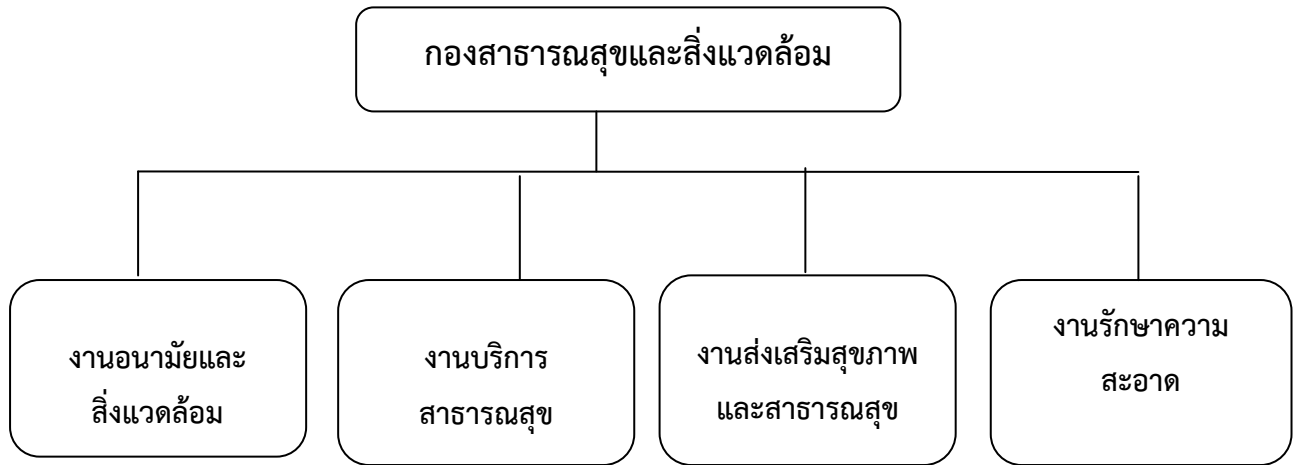 กองสาธารณสุขและสิ่งแวดล้อม
งานอนามัยและ
สิ่งแวดล้อม
งานบริการ
สาธารณสุข
งานส่งเสริมสุขภาพ
และสาธารณสุข
งานรักษาความ
สะอาด